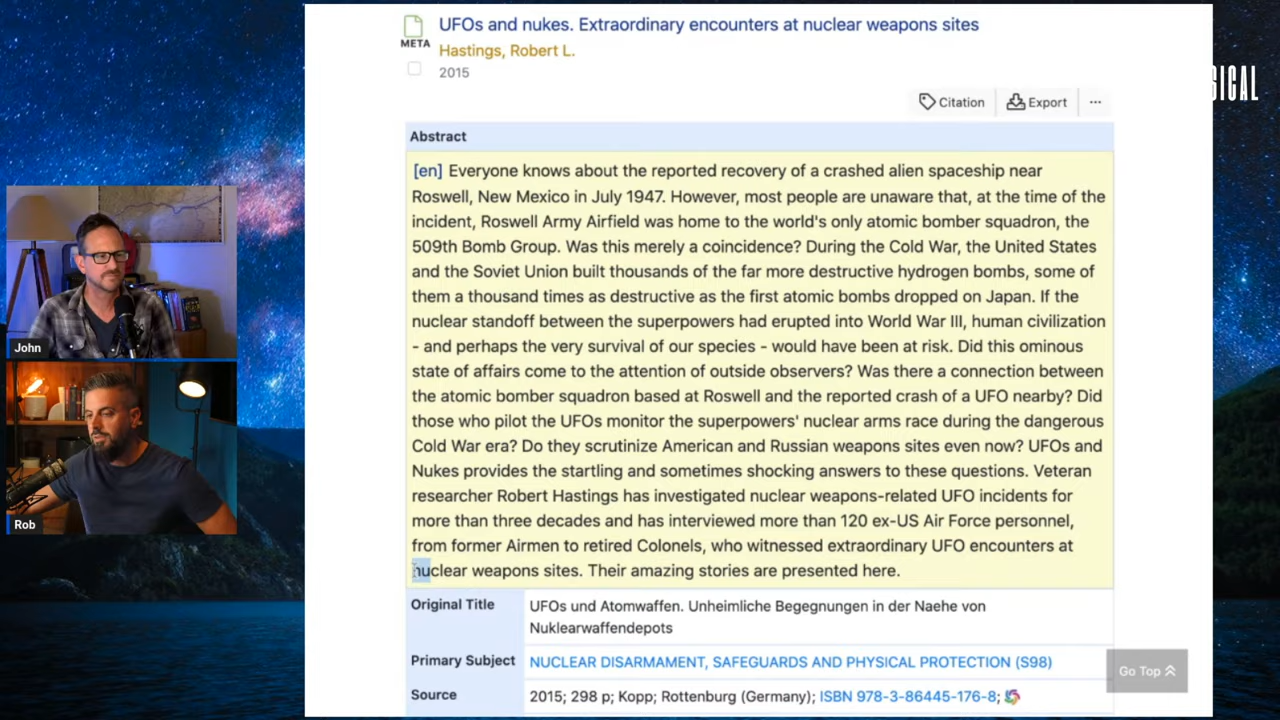 UFOs and nukes. Extraordinary encounters at nuclear weapons sites
META
Hastings, Robert L.
2015
Citation
Export
...
Abstract
[en] Everyone knows about the reported recovery of a crashed alien spaceship near
Roswell, New Mexico in July 1947. However, most people are unaware that, at the time of the
incident, Roswell Army Airfield was home to the world's only atomic bomber squadron, the
509th Bomb Group. Was this merely a coincidence? During the Cold War, the United States
and the Soviet Union built thousands of the far more destructive hydrogen bombs, some of
them a thousand times as destructive as the first atomic bombs dropped on Japan. If the
nuclear standoff between the superpowers had erupted into World War III, human civilization
- and perhaps the very survival of our species - would have been at risk. Did this ominous
state of affairs come to the attention of outside observers? Was there a connection between
the atomic bomber squadron based at Roswell and the reported crash of a UFO nearby? Did
those who pilot the UFOs monitor the superpowers' nuclear arms race during the dangerous
Cold War era? Do they scrutinize American and Russian weapons sites even now? UFOs and
Nukes provides the startling and sometimes shocking answers to these questions. Veteran
researcher Robert Hastings has investigated nuclear weapons-related UFO incidents for
more than three decades and has interviewed more than 120 ex-US Air Force personnel,
from former Airmen to retired Colonels, who witnessed extraordinary UFO encounters at
nuclear weapons sites. Their amazing stories are presented here.
Original Title
UFOs und Atomwaffen. Unheimliche Begegnungen in der Naehe von
Nuklearwaffendepots
Primary Subject
NUCLEAR DISARMAMENT, SAFEGUARDS AND PHYSICAL PROTECTION (S98)
Source
2015; 298 p; Kopp; Rottenburg (Germany); ISBN 978-3-86445-176-8;
Go Top
John
Rob